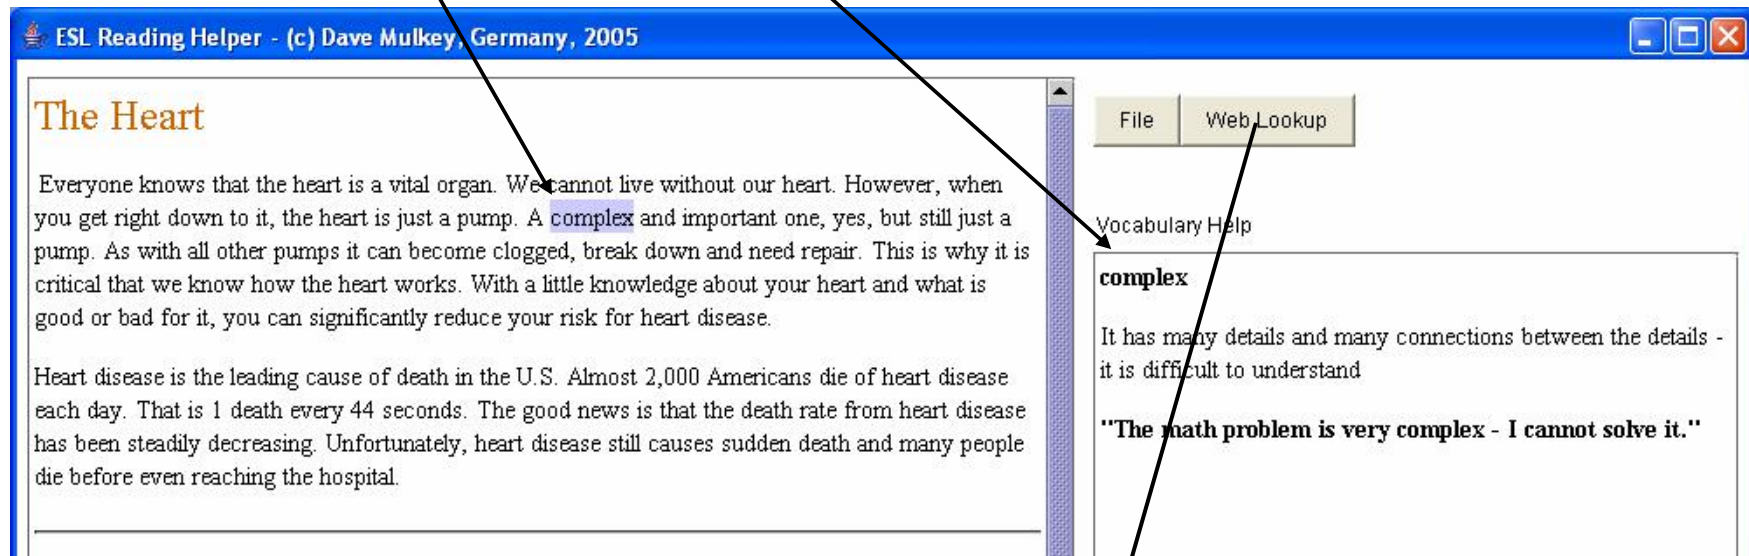 ESL Reading Helper - (c) Dave Mulkey, Germany, 2005
The Heart
Everyone knows that the heart is a vital organ. We cannot live without our heart. However, when
you get right down to it, the heart is just a pump. A complex and important one, yes, but still just a
pump. As with all other pumps it can become clogged, break down and need repair. This is why it is
critical that we know how the heart works. With a little knowledge about your heart and what is
good or bad for it, you can significantly reduce your risk for heart disease.
Heart disease is the leading cause of death in the U.S. Almost 2,000 Americans die of heart disease
each day. That is 1 death every 44 seconds. The good news is that the death rate from heart disease
has been steadily decreasing. Unfortunately, heart disease still causes sudden death and many people
die before even reaching the hospital.
File
Web Lookup
Vocabulary Help
complex
It has many details and many connections between the details -
it is difficult to understand
"The math problem is very complex - I cannot solve it."